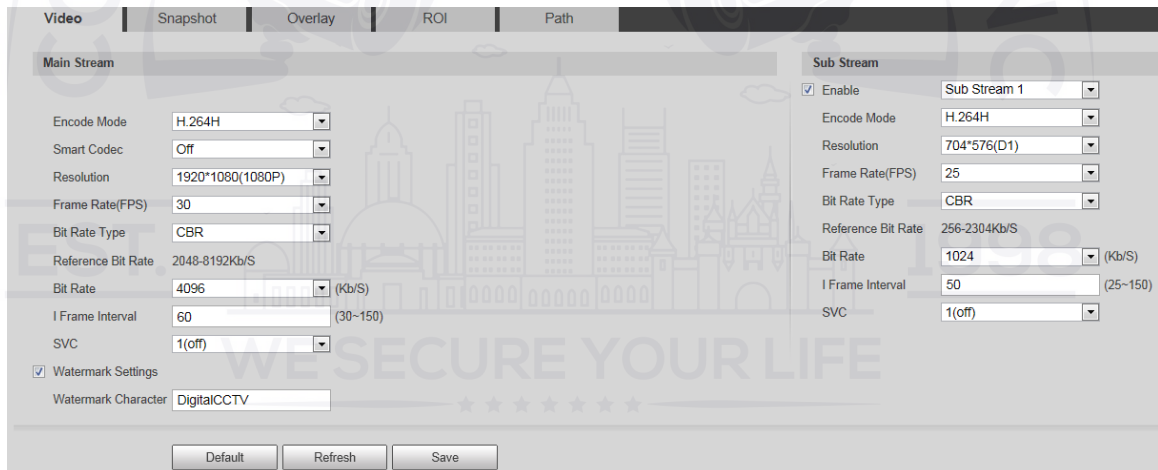 Video Snapshot Overlay ROI Path
Main Stream
Encode Mode H.264H
Smart Codec Off
Resolution 1920*1080(1080P)
Frame Rate(FPS) 30
Bit Rate Type CBR
Reference Bit Rate 2048-8192Kb/S
Bit Rate 4096 (Kb/S)
I Frame Interval 60 (30~150)
SVC 1(off)
Watermark Settings
Watermark Character DigitalCCTV
Default Refresh Save
Sub Stream
Enable Sub Stream 1
Encode Mode H.264H
Resolution 704*576(D1)
Frame Rate(FPS) 25
Bit Rate Type CBR
Reference Bit Rate 256-2304Kb/S
Bit Rate 1024 (Kb/S)
I Frame Interval 50 (25~150)
SVC 1(off)
EST. 1998
WE SECURE YOUR LIFE